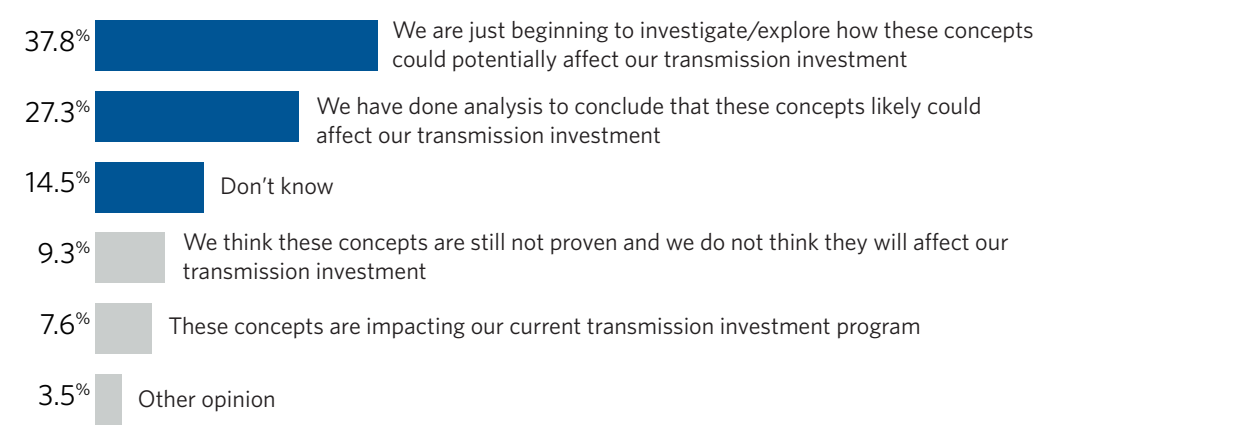 37.8%
We are just beginning to investigate/explore how these concepts
could potentially affect our transmission investment
27.3%
We have done analysis to conclude that these concepts likely could
affect our transmission investment
14.5%
Don’t know
9.3%
We think these concepts are still not proven and we do not think they will affect our
transmission investment
7.6%
These concepts are impacting our current transmission investment program
3.5%
Other opinion